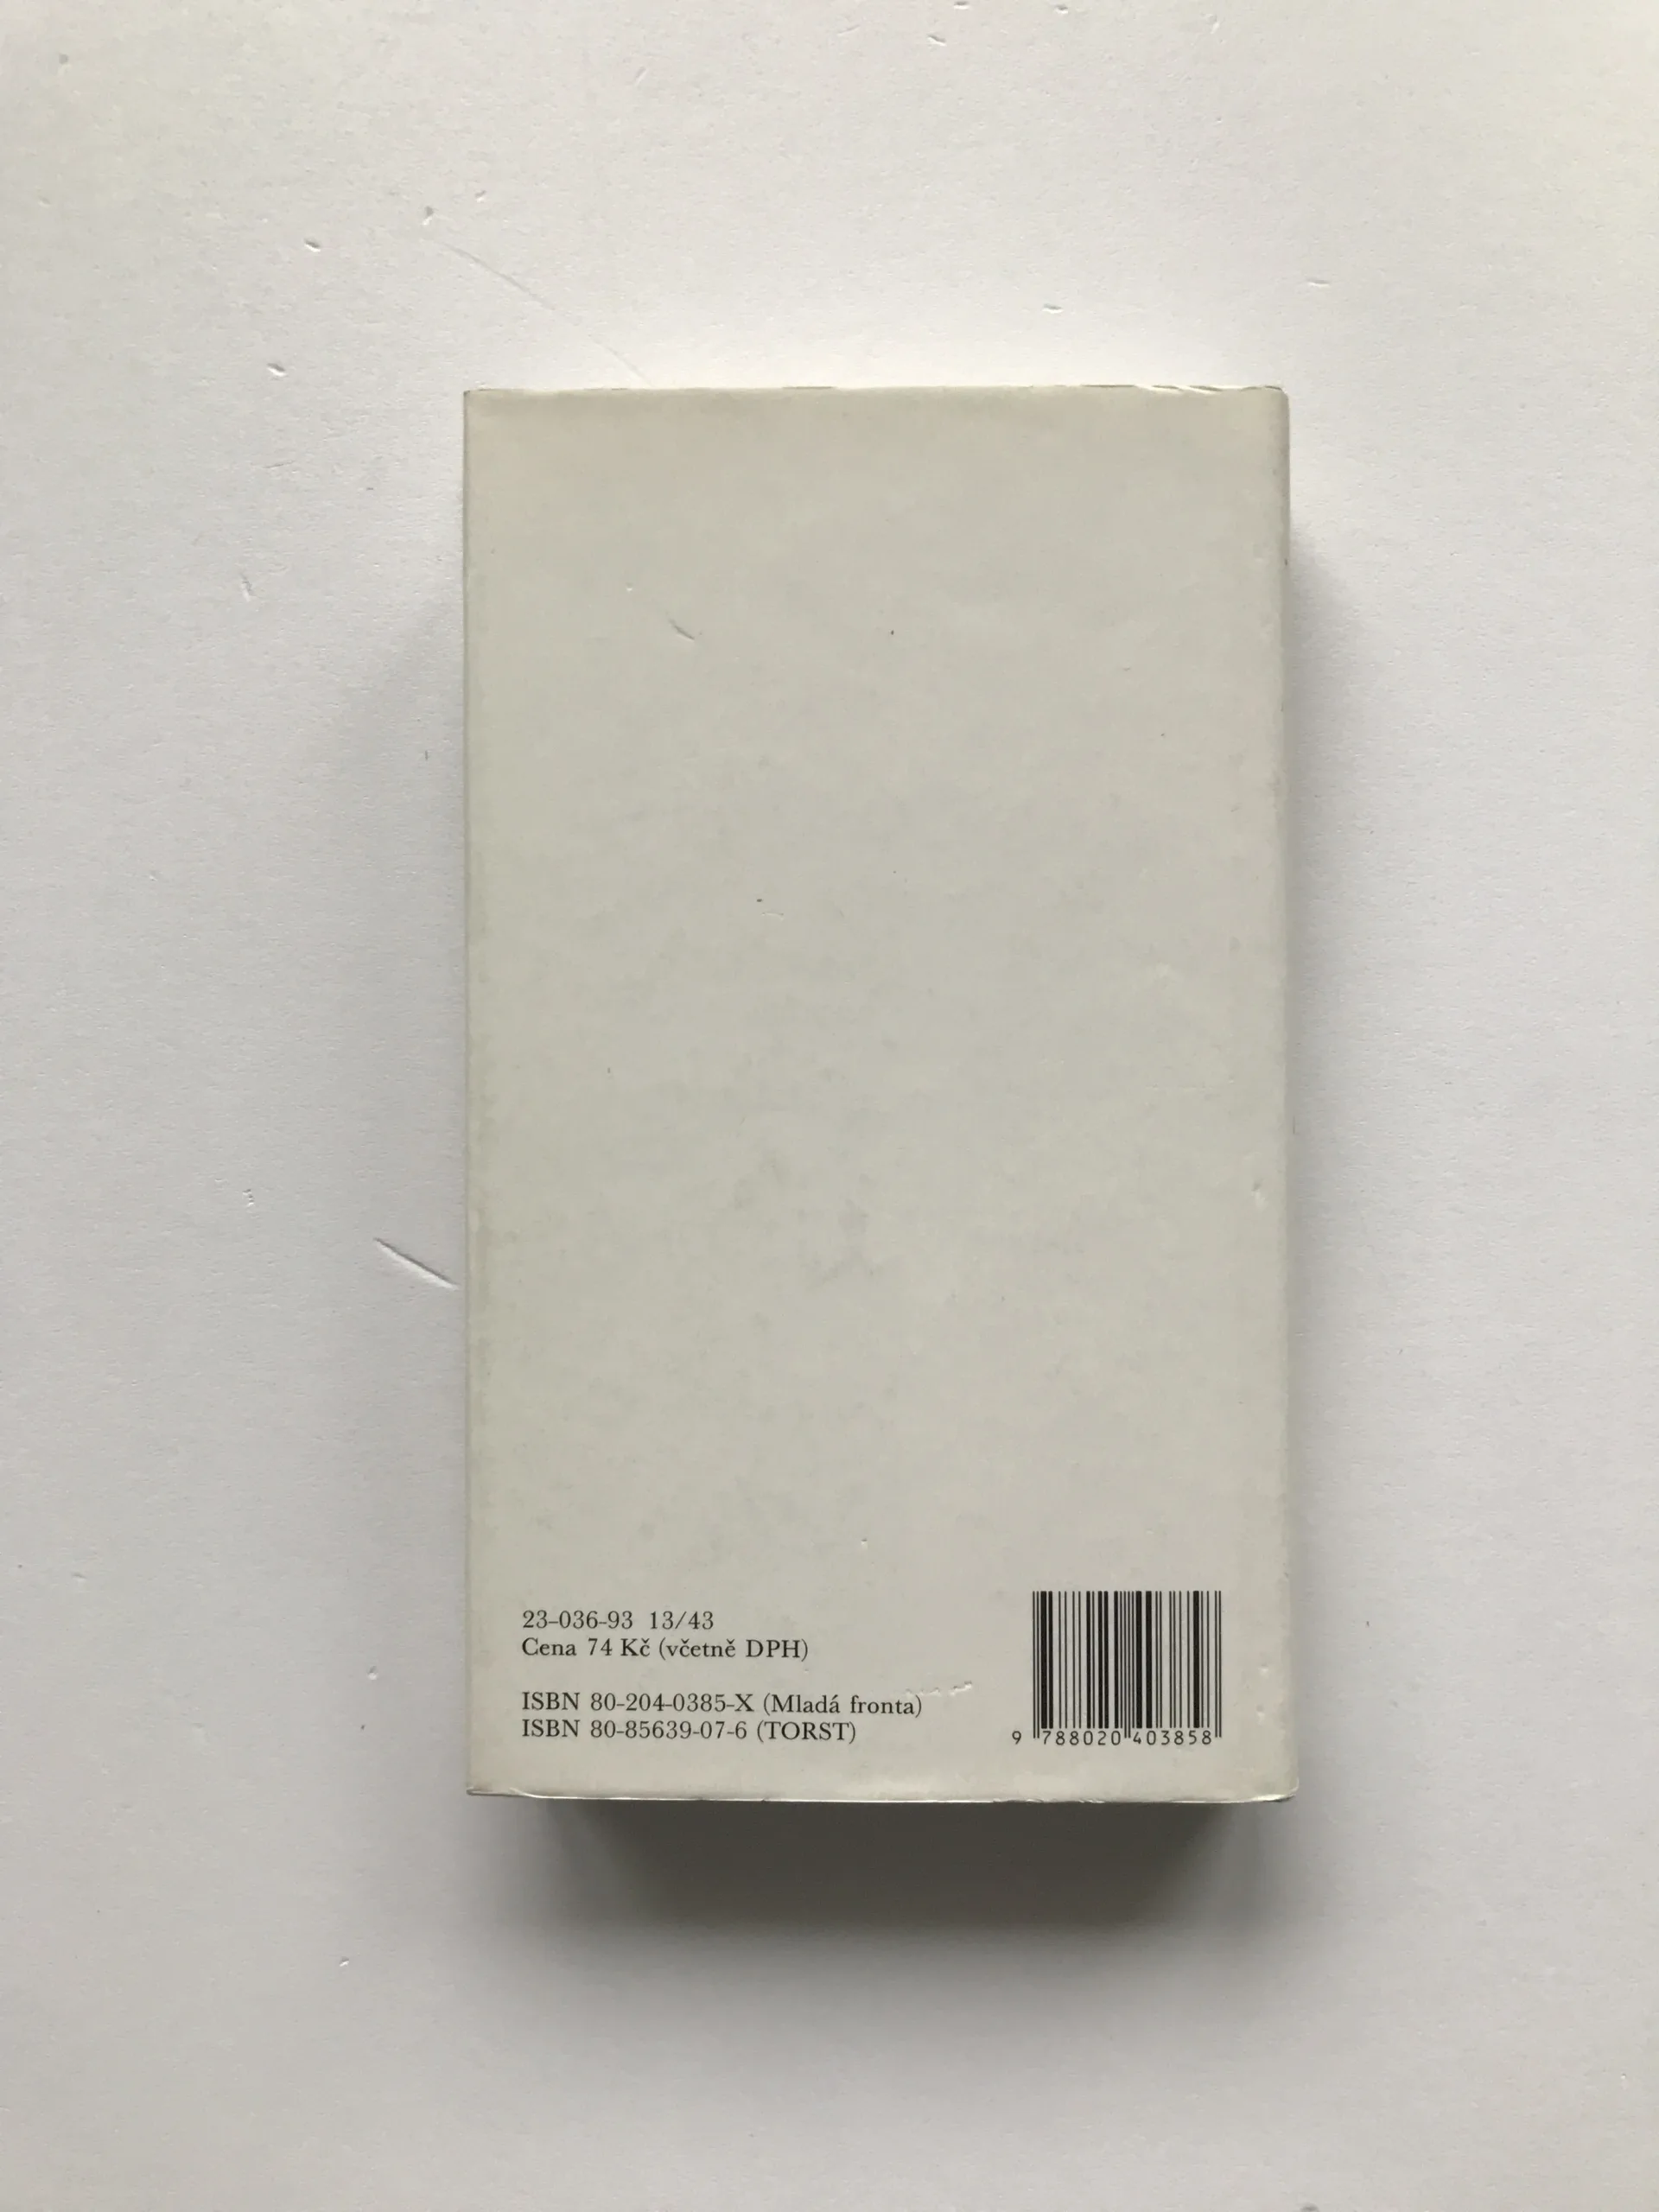 23-036-93 13/43
Cena 74 Kč (včetně DPH)
ISBN 80-204-0385-X (Mladá fronta)
ISBN 80-85639-07-6 (TORST)
9 788020 403858